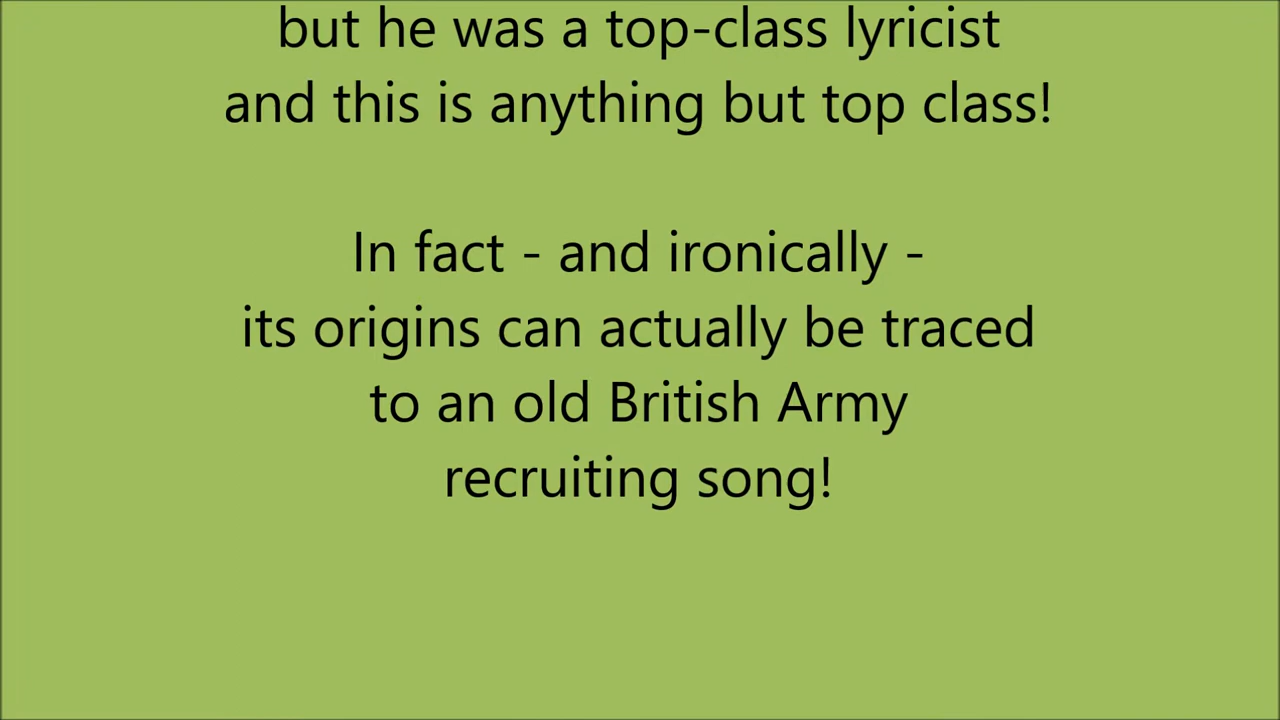 but he was a top-class lyricist
and this is anything but top class!
In fact - and ironically -
its origins can actually be traced
to an old British Army
recruiting song!